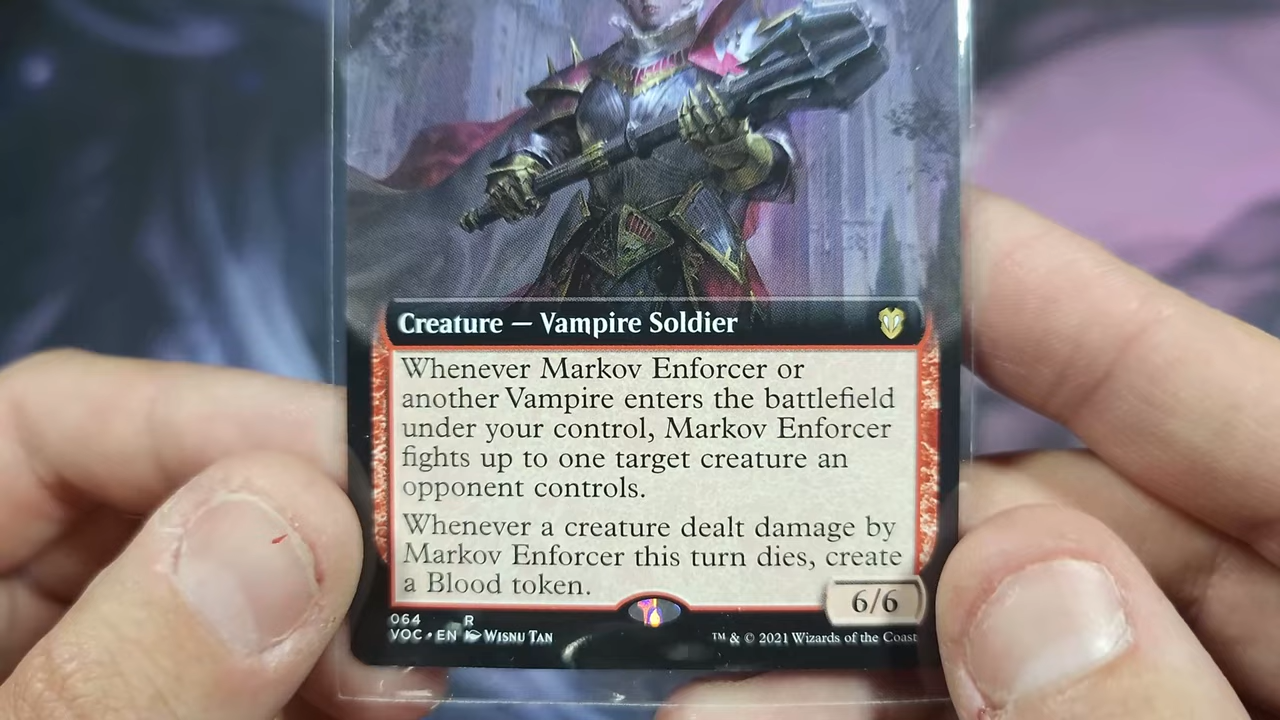 Creature — Vampire Soldier
Whenever Markov Enforcer or
another Vampire enters the battlefield
under your control, Markov Enforcer
fights up to one target creature an
opponent controls.
Whenever a creature dealt damage by
Markov Enforcer this turn dies, create
a Blood token.
6/6
064 R
VOC • EN Wisnu Tan
™ & © 2021 Wizards of the Coast